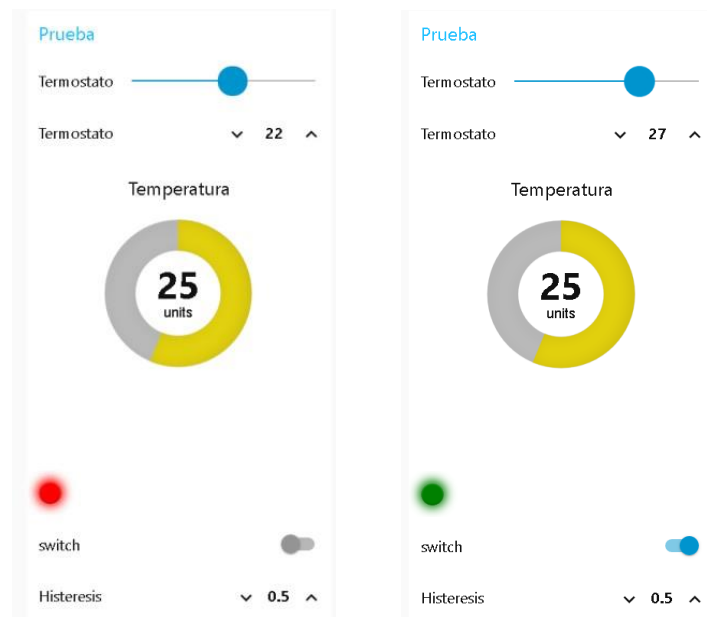 Prueba
Termostato
Termostato 22
Temperatura
25
units
switch
Histeresis 0.5
Prueba
Termostato
Termostato 27
Temperatura
25
units
switch
Histeresis 0.5